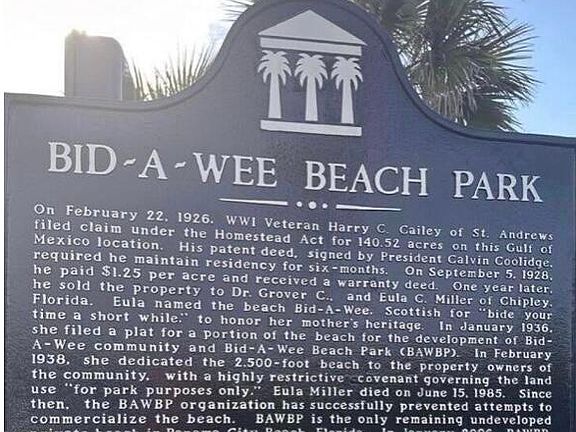 BID-A-WEE BEACH PARK
On February 22, 1926, WWI Veteran Harry C. Cailey of St. Andrews
filed claim under the Homestead Act for 140.52 acres on this Gulf of
Mexico location. His patent deed, signed by President Calvin Coolidge,
required he maintain residency for six-months. On September 5, 1928,
he paid $1.25 per acre and received a warranty deed. One year later,
he sold the property to Dr. Grover C., and Eula C. Miller of Chipley,
Florida. Eula named the beach Bid-A-Wee, Scottish for "bide your
time a short while," to honor her mother's heritage. In January 1936,
she filed a plat for a portion of the beach for the development of Bid-
A-Wee community and Bid-A-Wee Beach Park (BAWBP). In February
1938, she dedicated the 2,500-foot beach to the property owners of
the community, with a highly restrictive covenant governing the land
use "for park purposes only." Eula Miller died on June 15, 1985. Since
then, the BAWBP organization has successfully prevented attempts to
commercialize the beach. BAWBP is the only remaining undeveloped
Panama City Beach, Florida. In January BAWBP